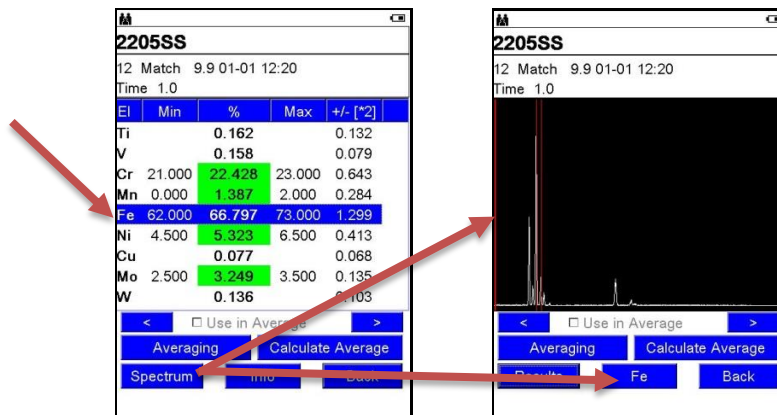 2205SS
12 Match 9.9 01-01 12:20
Time 1.0
El Min % Max +/- [*2]
Ti 0.162 0.132
V 0.158 0.079
Cr 21.000 22.428 23.000 0.643
Mn 0.000 1.387 2.000 0.284
Fe 62.000 66.797 73.000 1.299
Ni 4.500 5.323 6.500 0.413
Cu 0.077 0.068
Mo 2.500 3.249 3.500 0.135
W 0.136 0.103
< Use in Average >
Averaging Calculate Average
Spectrum Info Back
2205SS
12 Match 9.9 01-01 12:20
Time 1.0
< Use in Average >
Averaging Calculate Average
Results Fe Back